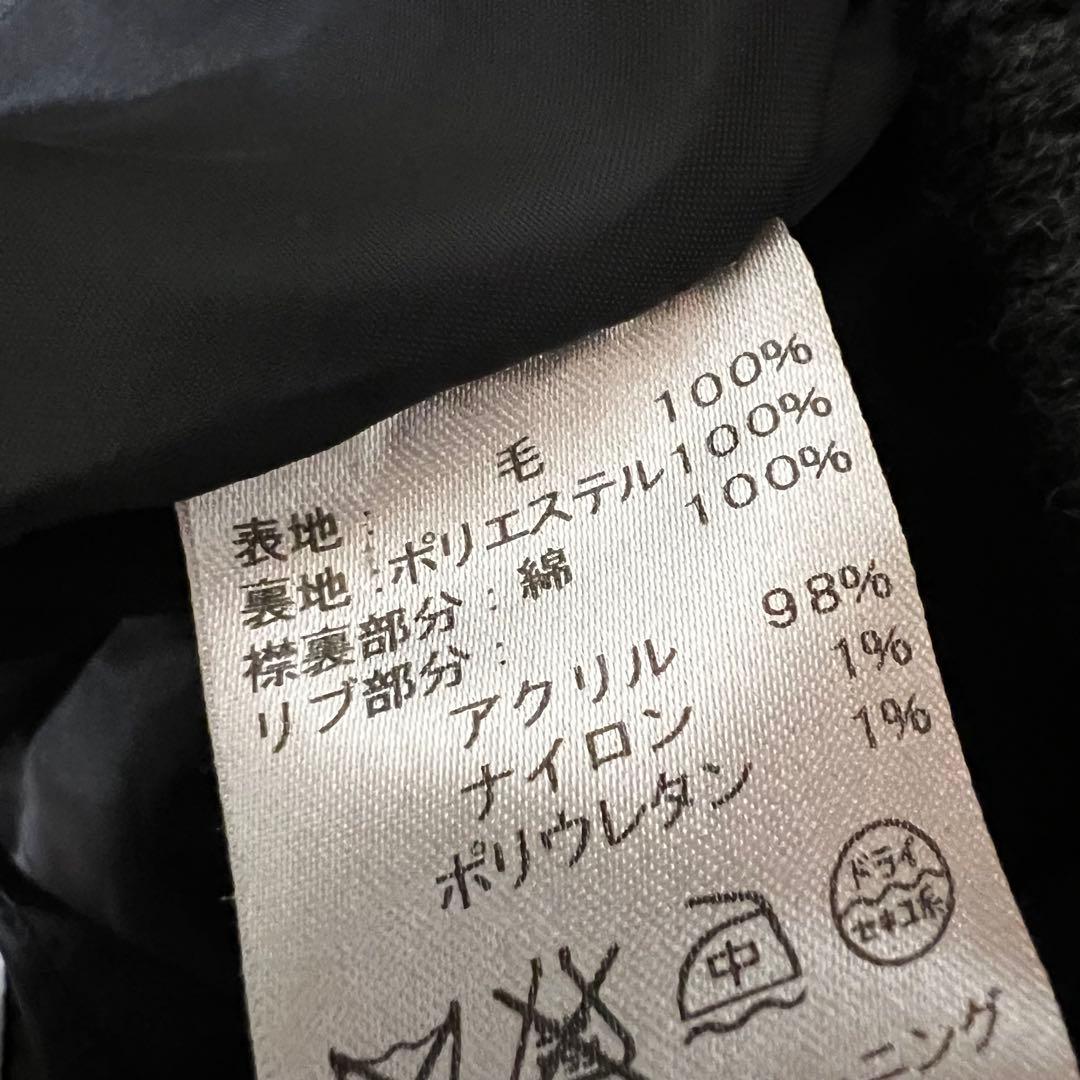 表地: 毛 100%
裏地:ポリエステル100%
襟裏部分: 綿 100%
リブ部分:
アクリル 98%
ナイロン 1%
ポリウレタン 1%
ドライ
セキユ系
中
ニング